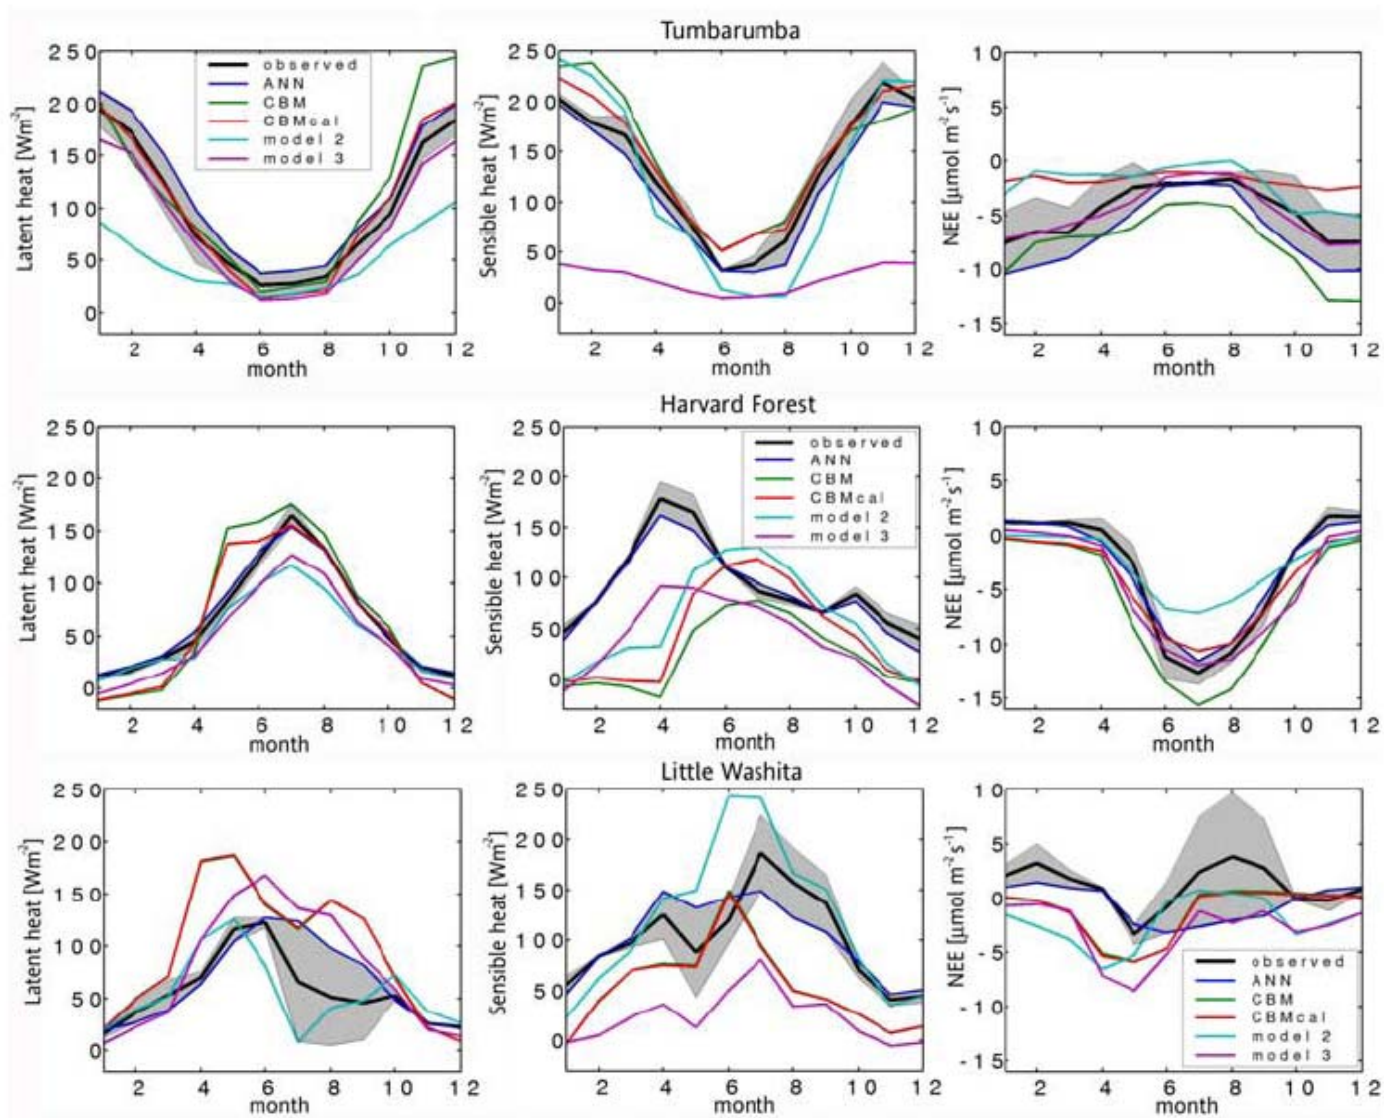 Tumbarumba
Latent heat [Wm-2]
250
200
150
100
50
0
observed
ANN
CBM
CBMcal
model 2
model 3
2 4 6 8 10 12
month
Sensible heat [Wm-2]
250
200
150
100
50
0
2 4 6 8 10 12
month
NEE [μmol m-2 s-1]
10
5
0
-5
-10
-15
2 4 6 8 10 12
month
Harvard Forest
Latent heat [Wm-2]
250
200
150
100
50
0
2 4 6 8 10 12
month
Sensible heat [Wm-2]
250
200
150
100
50
0
observed
ANN
CBM
CBMcal
model 2
model 3
2 4 6 8 10 12
month
NEE [μmol m-2 s-1]
10
5
0
-5
-10
-15
2 4 6 8 10 12
month
Little Washita
Latent heat [Wm-2]
250
200
150
100
50
0
2 4 6 8 10 12
month
Sensible heat [Wm-2]
250
200
150
100
50
0
2 4 6 8 10 12
month
NEE [μmol m-2 s-1]
10
5
0
-5
-10
-15
observed
ANN
CBM
CBMcal
model 2
model 3
2 4 6 8 10 12
month